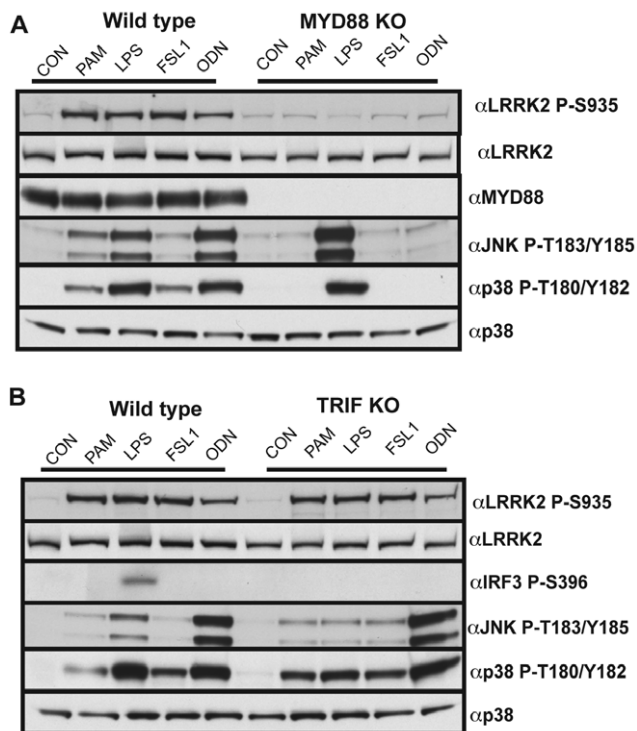 A
Wild type MYD88 KO
CON PAM LPS FSL1 ODN CON PAM LPS FSL1 ODN
αLRRK2 P-S935
αLRRK2
αMYD88
αJNK P-T183/Y185
αp38 P-T180/Y182
αp38
B
Wild type TRIF KO
CON PAM LPS FSL1 ODN CON PAM LPS FSL1 ODN
αLRRK2 P-S935
αLRRK2
αIRF3 P-S396
αJNK P-T183/Y185
αp38 P-T180/Y182
αp38